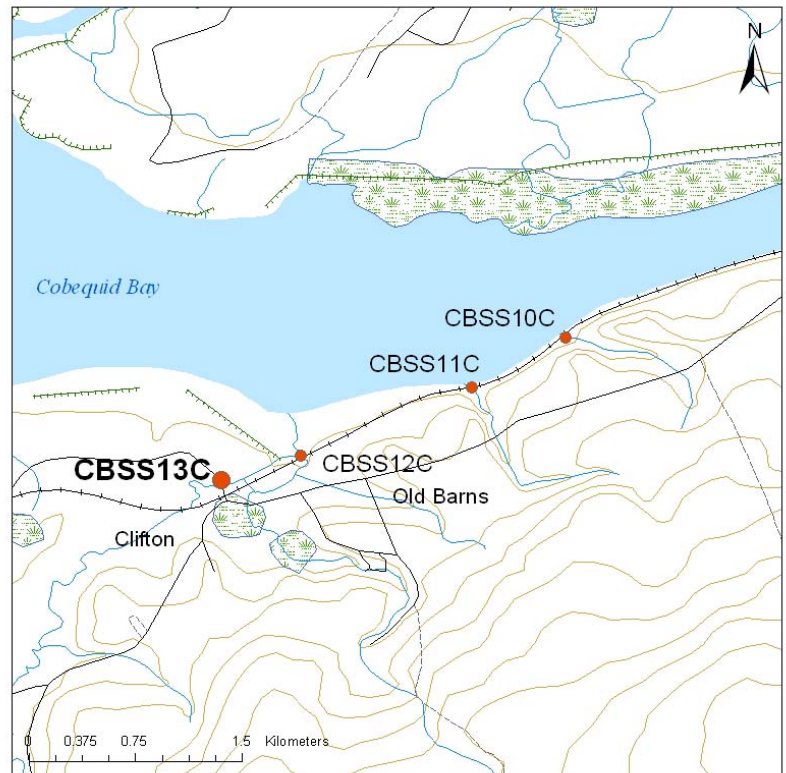 N
Cobequid Bay
CBSS10C
CBSS11C
CBSS12C
CBSS13C
Old Barns
Clifton
0 0.375 0.75 1.5 Kilometers